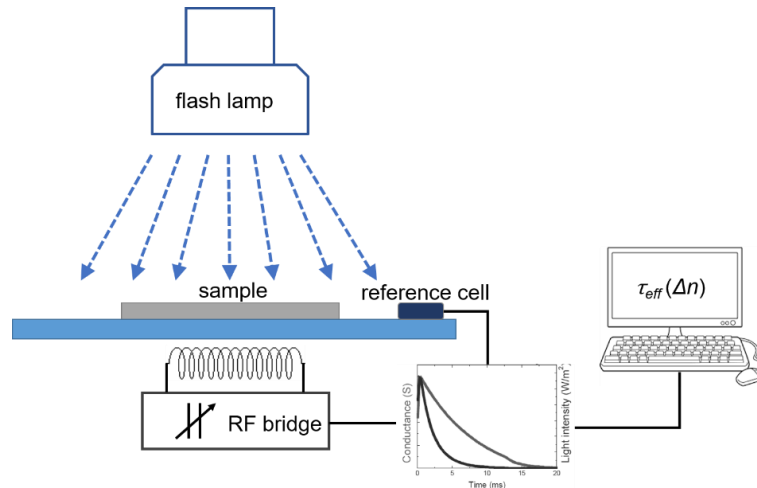 flash lamp
sample
reference cell
τeff (Δn)
RF bridge
Conductance (S)
Light intensity (W/m²)
0 5 10 15 20
Time (ms)